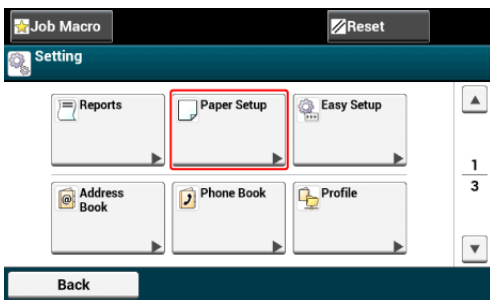 Job Macro
Reset
Setting
Reports
Paper Setup
Easy Setup
Address
Book
Phone Book
Profile
1
3
Back